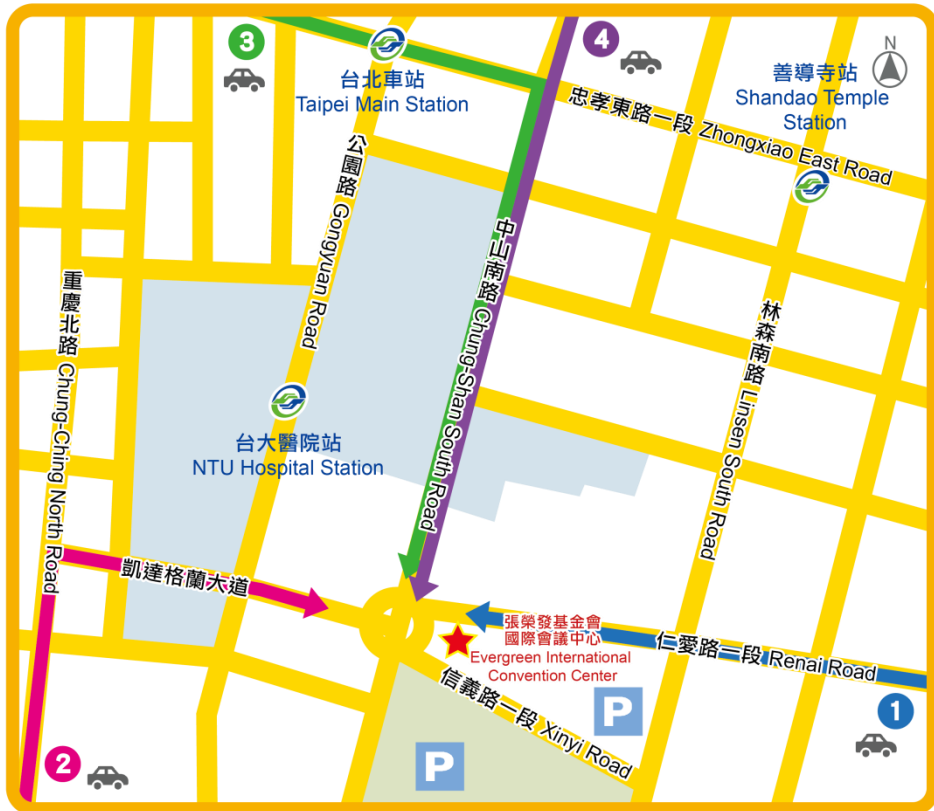 3
4
N
台北車站
Taipei Main Station
善導寺站
Shandao Temple
Station
忠孝東路一段 Zhongxiao East Road
公園路 Gongyuan Road
中山南路 Chung-Shan South Road
重慶北路 Chung-Ching North Road
林森南路 Linsen South Road
台大醫院站
NTU Hospital Station
凱達格蘭大道
張榮發基金會
國際會議中心
Evergreen International
Convention Center
仁愛路一段 Renai Road
信義路一段 Xinyi Road
1
P
2
P